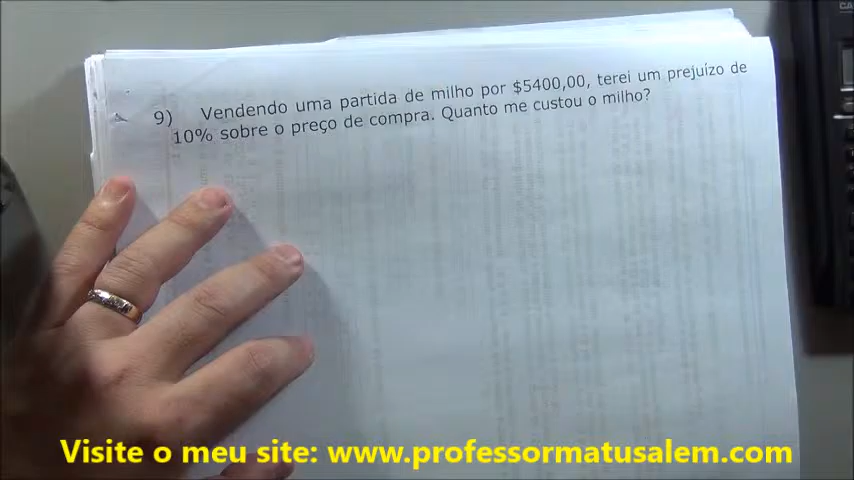 9) Vendendo uma partida de milho por $5400,00, terei um prejuízo de
10% sobre o preço de compra. Quanto me custou o milho?
Visite o meu site: www.professormatusalem.com